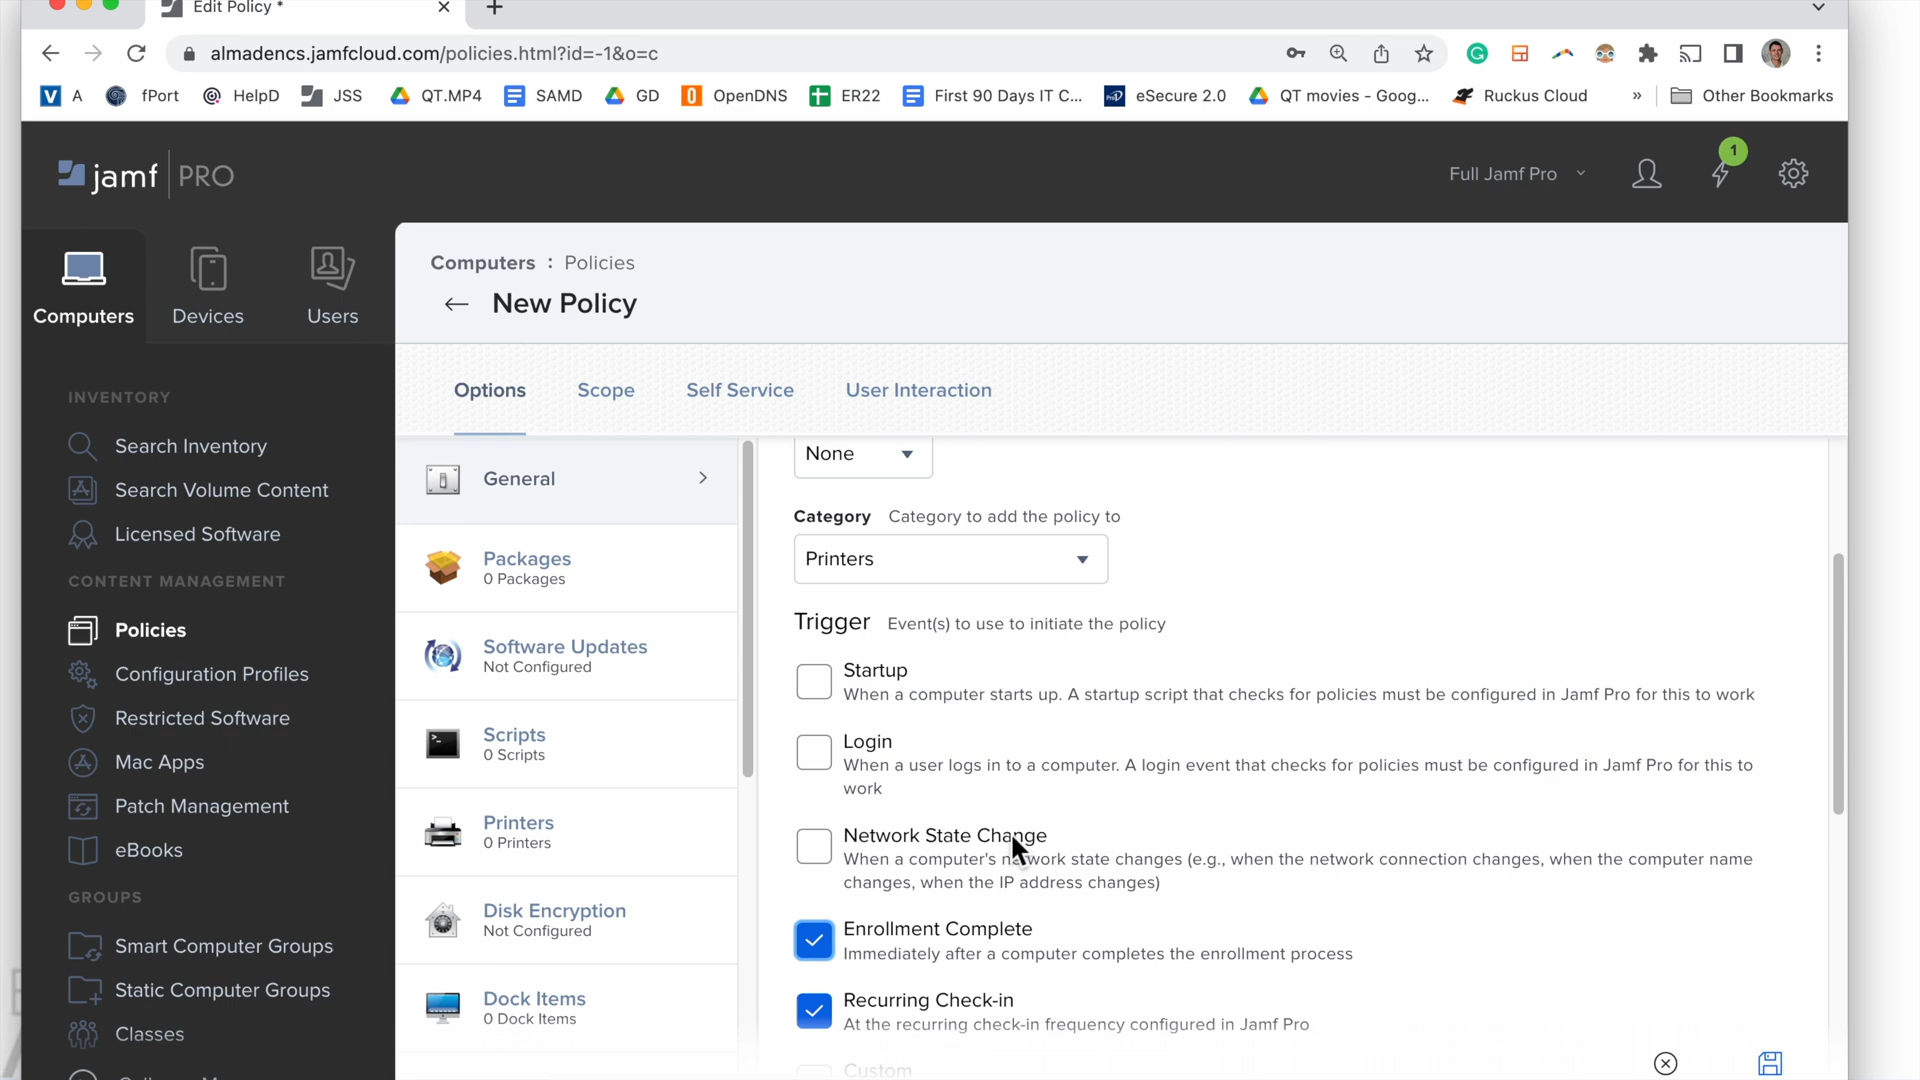 Edit Policy *
almadencs.jamfcloud.com/policies.html?id=-1&o=c
V A fPort HelpD JSS QT.MP4 SAMD GD OpenDNS ER22 First 90 Days IT C... eSecure 2.0 QT movies - Goog... Ruckus Cloud » Other Bookmarks
jamf PRO
Full Jamf Pro
1
Computers
Devices
Users
INVENTORY
Search Inventory
Search Volume Content
Licensed Software
CONTENT MANAGEMENT
Policies
Configuration Profiles
Restricted Software
Mac Apps
Patch Management
eBooks
GROUPS
Smart Computer Groups
Static Computer Groups
Classes
Computers : Policies
← New Policy
Options
Scope
Self Service
User Interaction
General
Packages
0 Packages
Software Updates
Not Configured
Scripts
0 Scripts
Printers
0 Printers
Disk Encryption
Not Configured
Dock Items
0 Dock Items
None
Category Category to add the policy to
Printers
Trigger Event(s) to use to initiate the policy
Startup
When a computer starts up. A startup script that checks for policies must be configured in Jamf Pro for this to work
Login
When a user logs in to a computer. A login event that checks for policies must be configured in Jamf Pro for this to
work
Network State Change
When a computer's network state changes (e.g., when the network connection changes, when the computer name
changes, when the IP address changes)
Enrollment Complete
Immediately after a computer completes the enrollment process
Recurring Check-in
At the recurring check-in frequency configured in Jamf Pro
Custom